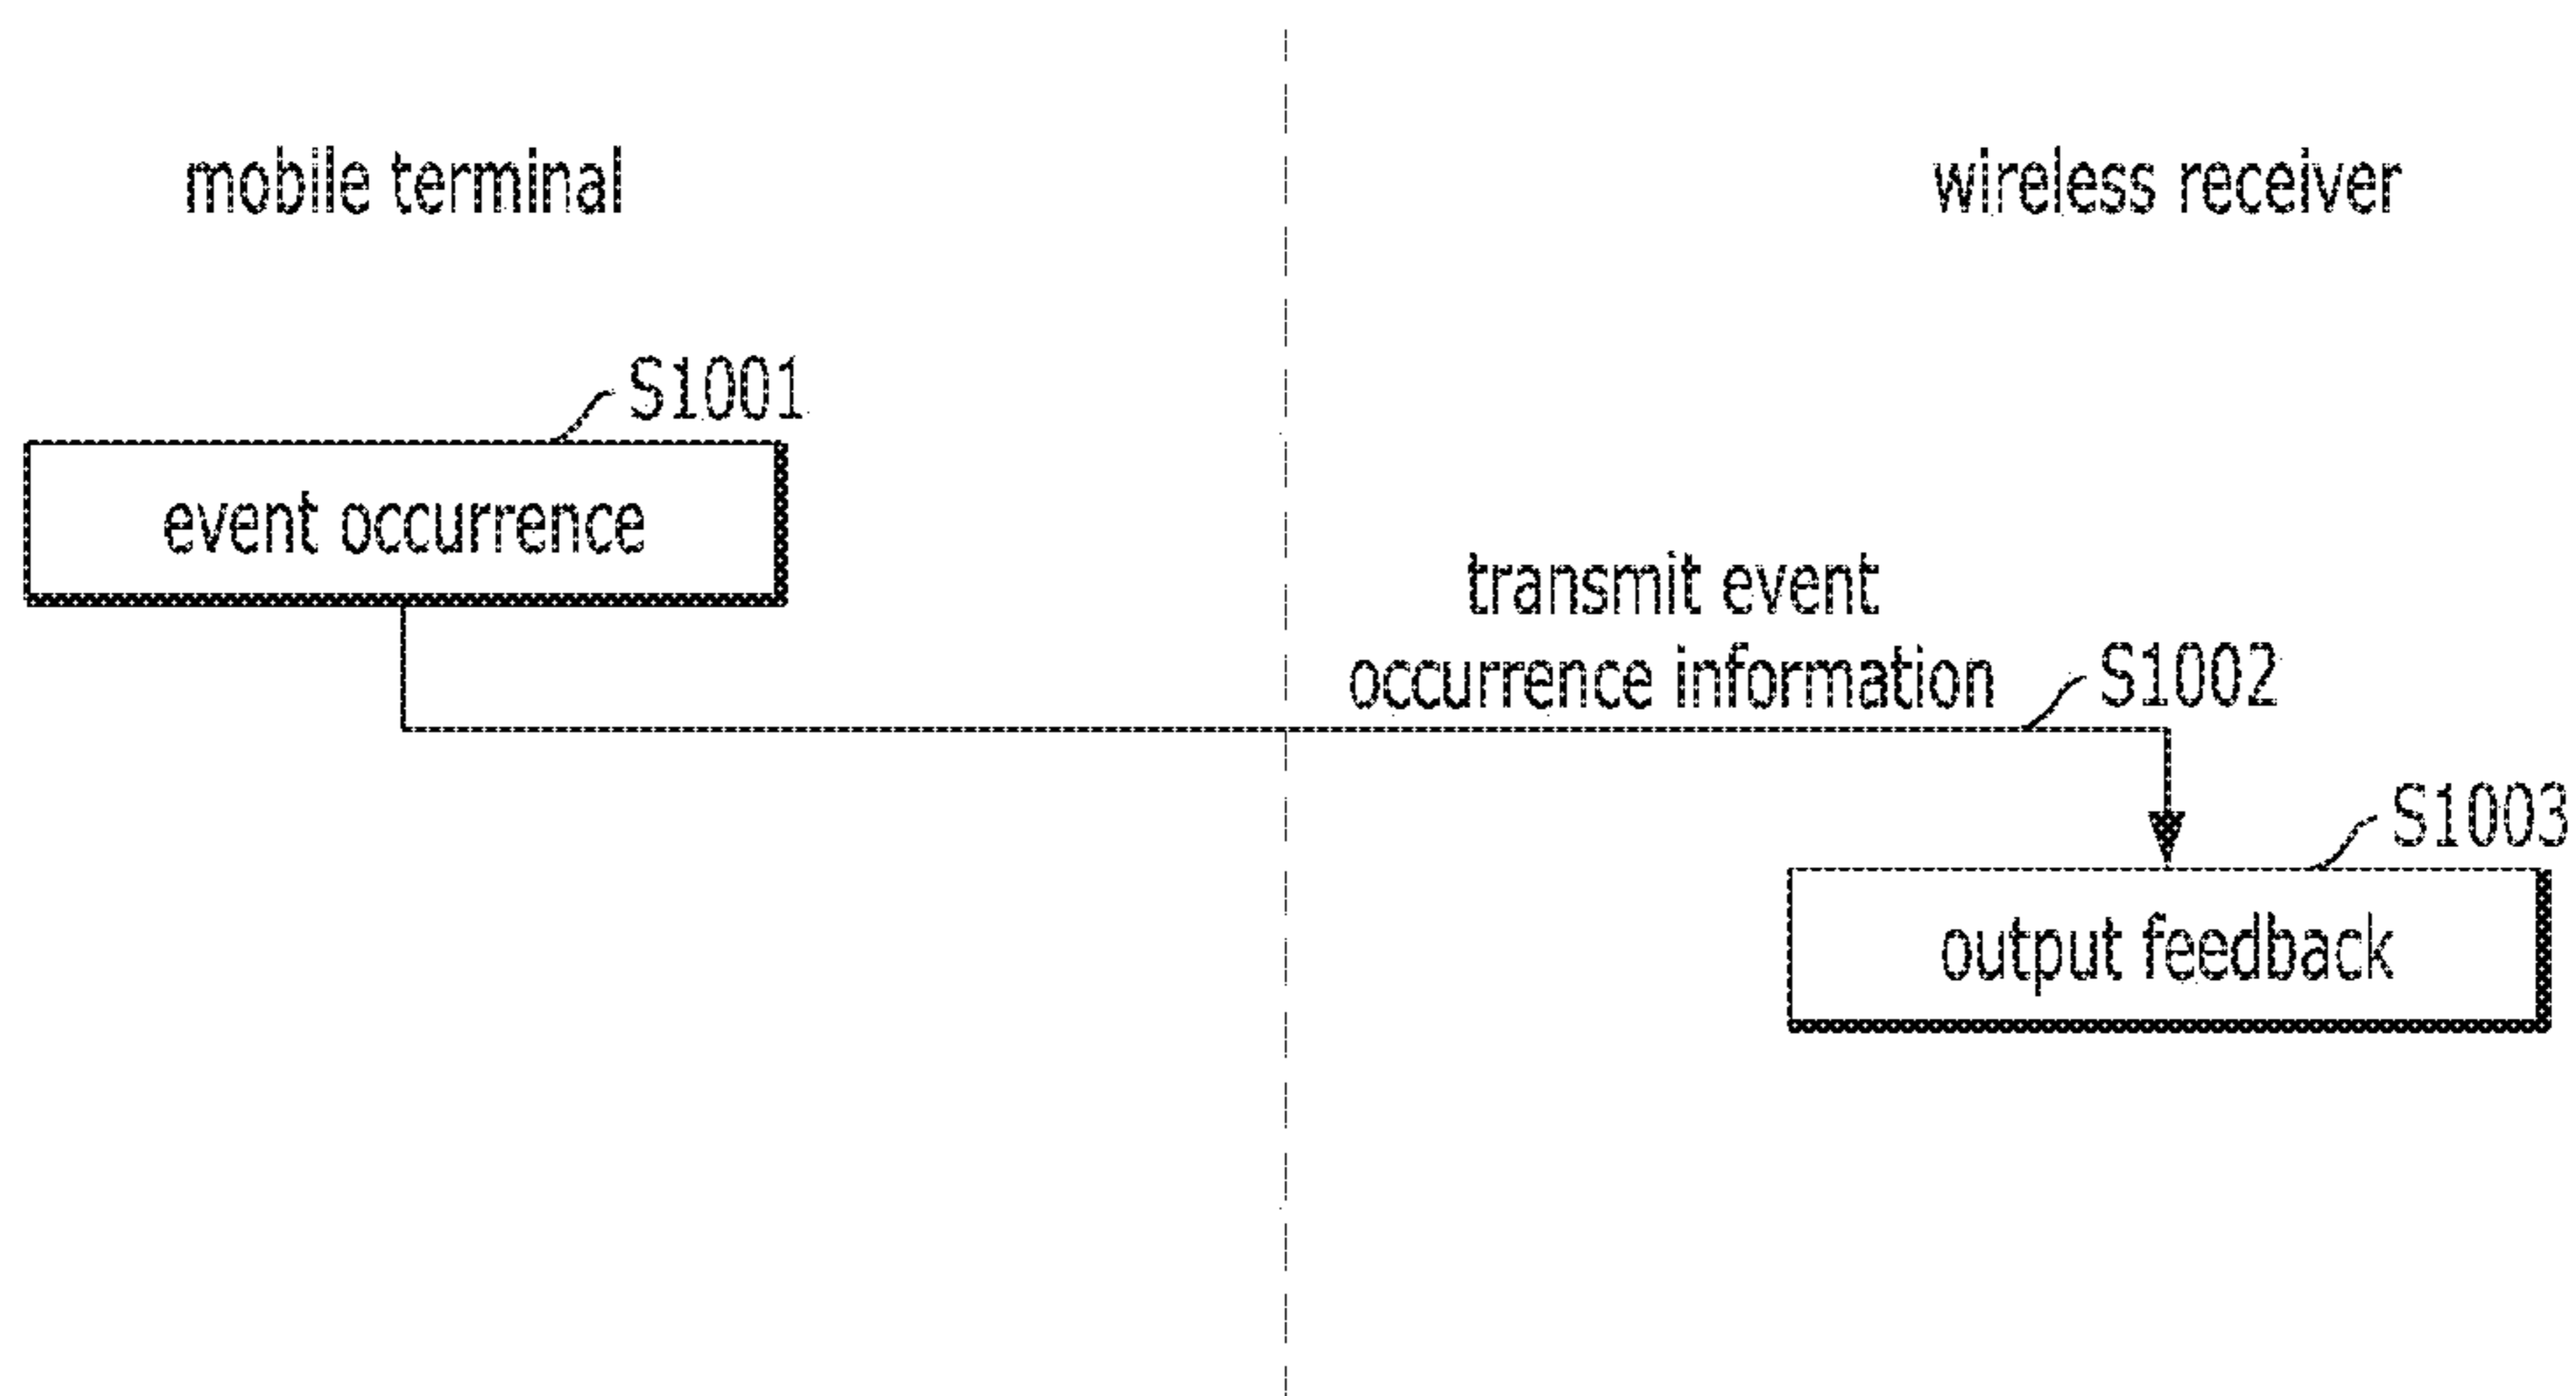 mobile terminal
wireless receiver
S1001
event occurrence
transmit event
occurrence information
S1002
S1003
output feedback